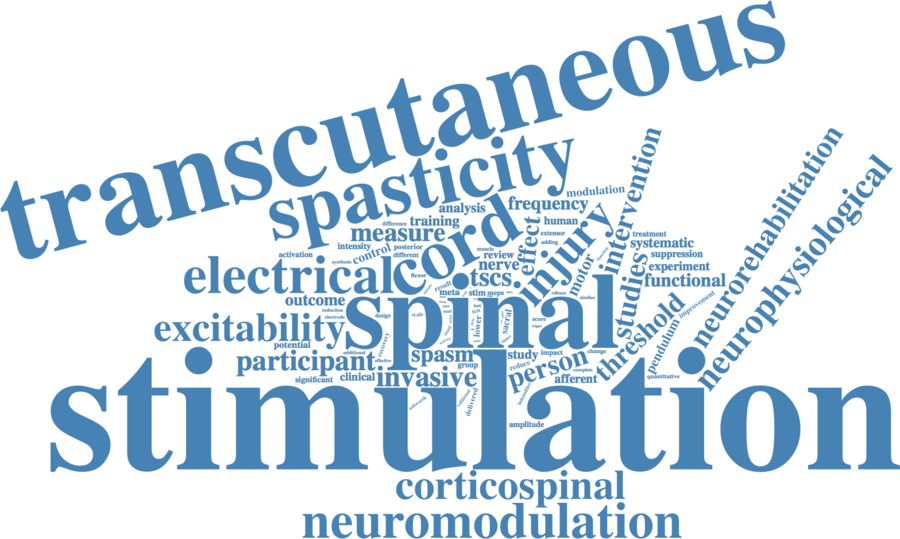 transcutaneous
spasticity
modulation
frequency
analysis
difference
training
human
intervention
neurorehabilitation
neurophysiological
measure
cord
effect
injury
extensor
adding
treatment
systematic
suppression
experiment
functional
intensity
posterior
control
different
synthesis
activation
muscle
review
nerve
motor
studies
electrical
flexor
tscs
result
meta
stim
meps
similar
outcome
excitability
spinal
reduction
electrode
design
scale
lower
sacral
score
threshold
improvement
pendulum
potential
recovery
additional
effective
participant
spasm
group
study
impact
change
reduce
person
complete
afferent
quantitative
significant
clinical
invasive
delivered
stimulation
amplitude
corticospinal
neuromodulation